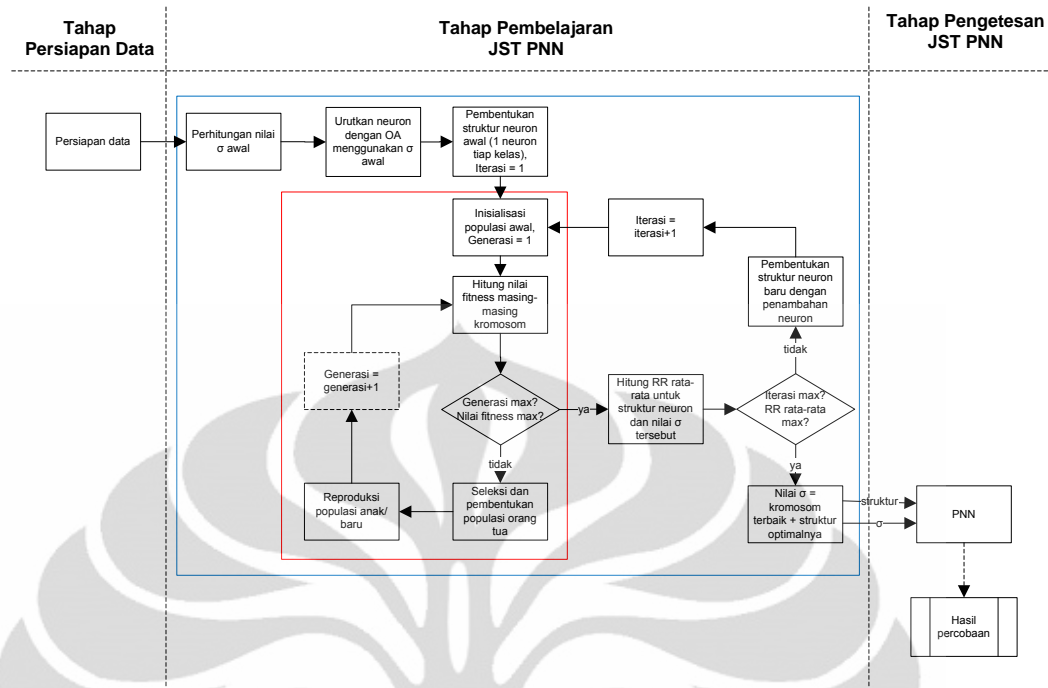 Tahap
Persiapan Data
Tahap Pembelajaran
JST PNN
Tahap Pengetesan
JST PNN
Persiapan data
Perhitungan nilai
σ awal
Urutkan neuron
dengan OA
menggunakan σ
awal
Pembentukan
struktur neuron
awal (1 neuron
tiap kelas),
Iterasi = 1
Inisialisasi
populasi awal,
Generasi = 1
Iterasi =
iterasi+1
Pembentukan
struktur neuron
baru dengan
penambahan
neuron
Hitung nilai
fitness masing-
masing
kromosom
tidak
Generasi =
generasi+1
Generasi max?
Nilai fitness max?
ya
Hitung RR rata-
rata untuk
struktur neuron
dan nilai σ
tersebut
Iterasi max?
RR rata-rata
max?
tidak
ya
Reproduksi
populasi anak/
baru
Seleksi dan
pembentukan
populasi orang
tua
Nilai σ =
kromosom
terbaik + struktur
optimalnya
struktur
σ
PNN
Hasil
percobaan